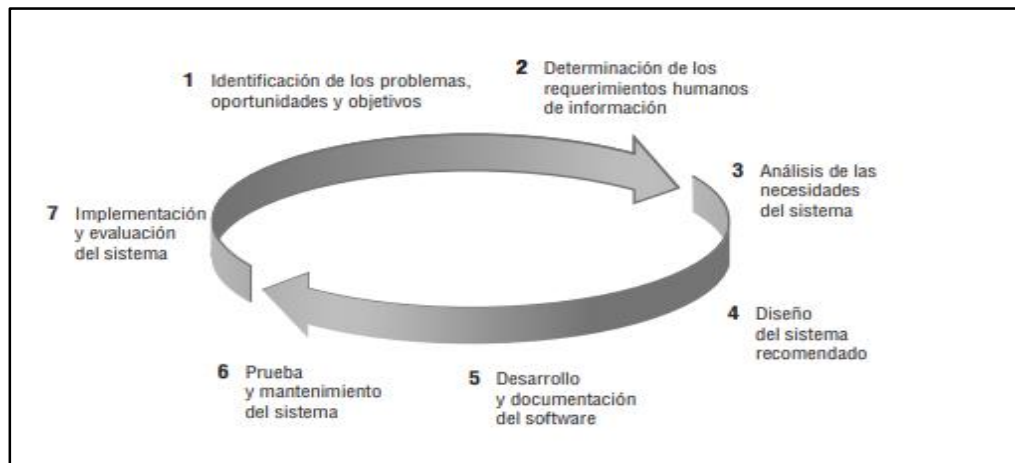 1 Identificación de los problemas,
oportunidades y objetivos
2 Determinación de los
requerimientos humanos
de información
3 Análisis de las
necesidades
del sistema
4 Diseño
del sistema
recomendado
5 Desarrollo
y documentación
del software
6 Prueba
y mantenimiento
del sistema
7 Implementación
y evaluación
del sistema